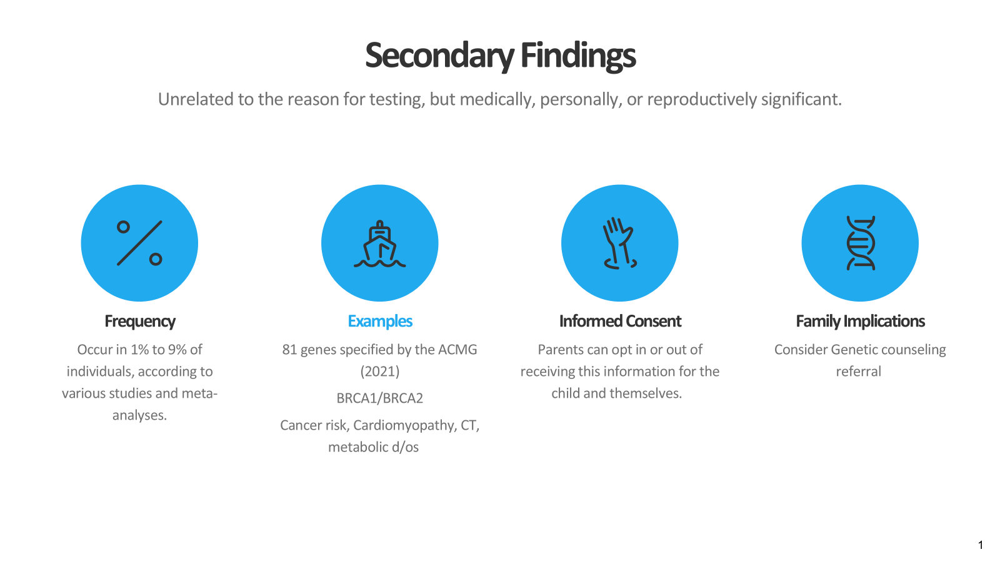 Secondary Findings
Unrelated to the reason for testing, but medically, personally, or reproductively significant.
Frequency
Occur in 1% to 9% of
individuals, according to
various studies and meta-
analyses.
Examples
81 genes specified by the ACMG
(2021)
BRCA1/BRCA2
Cancer risk, Cardiomyopathy, CT,
metabolic d/os
Informed Consent
Parents can opt in or out of
receiving this information for the
child and themselves.
Family Implications
Consider Genetic counseling
referral
1